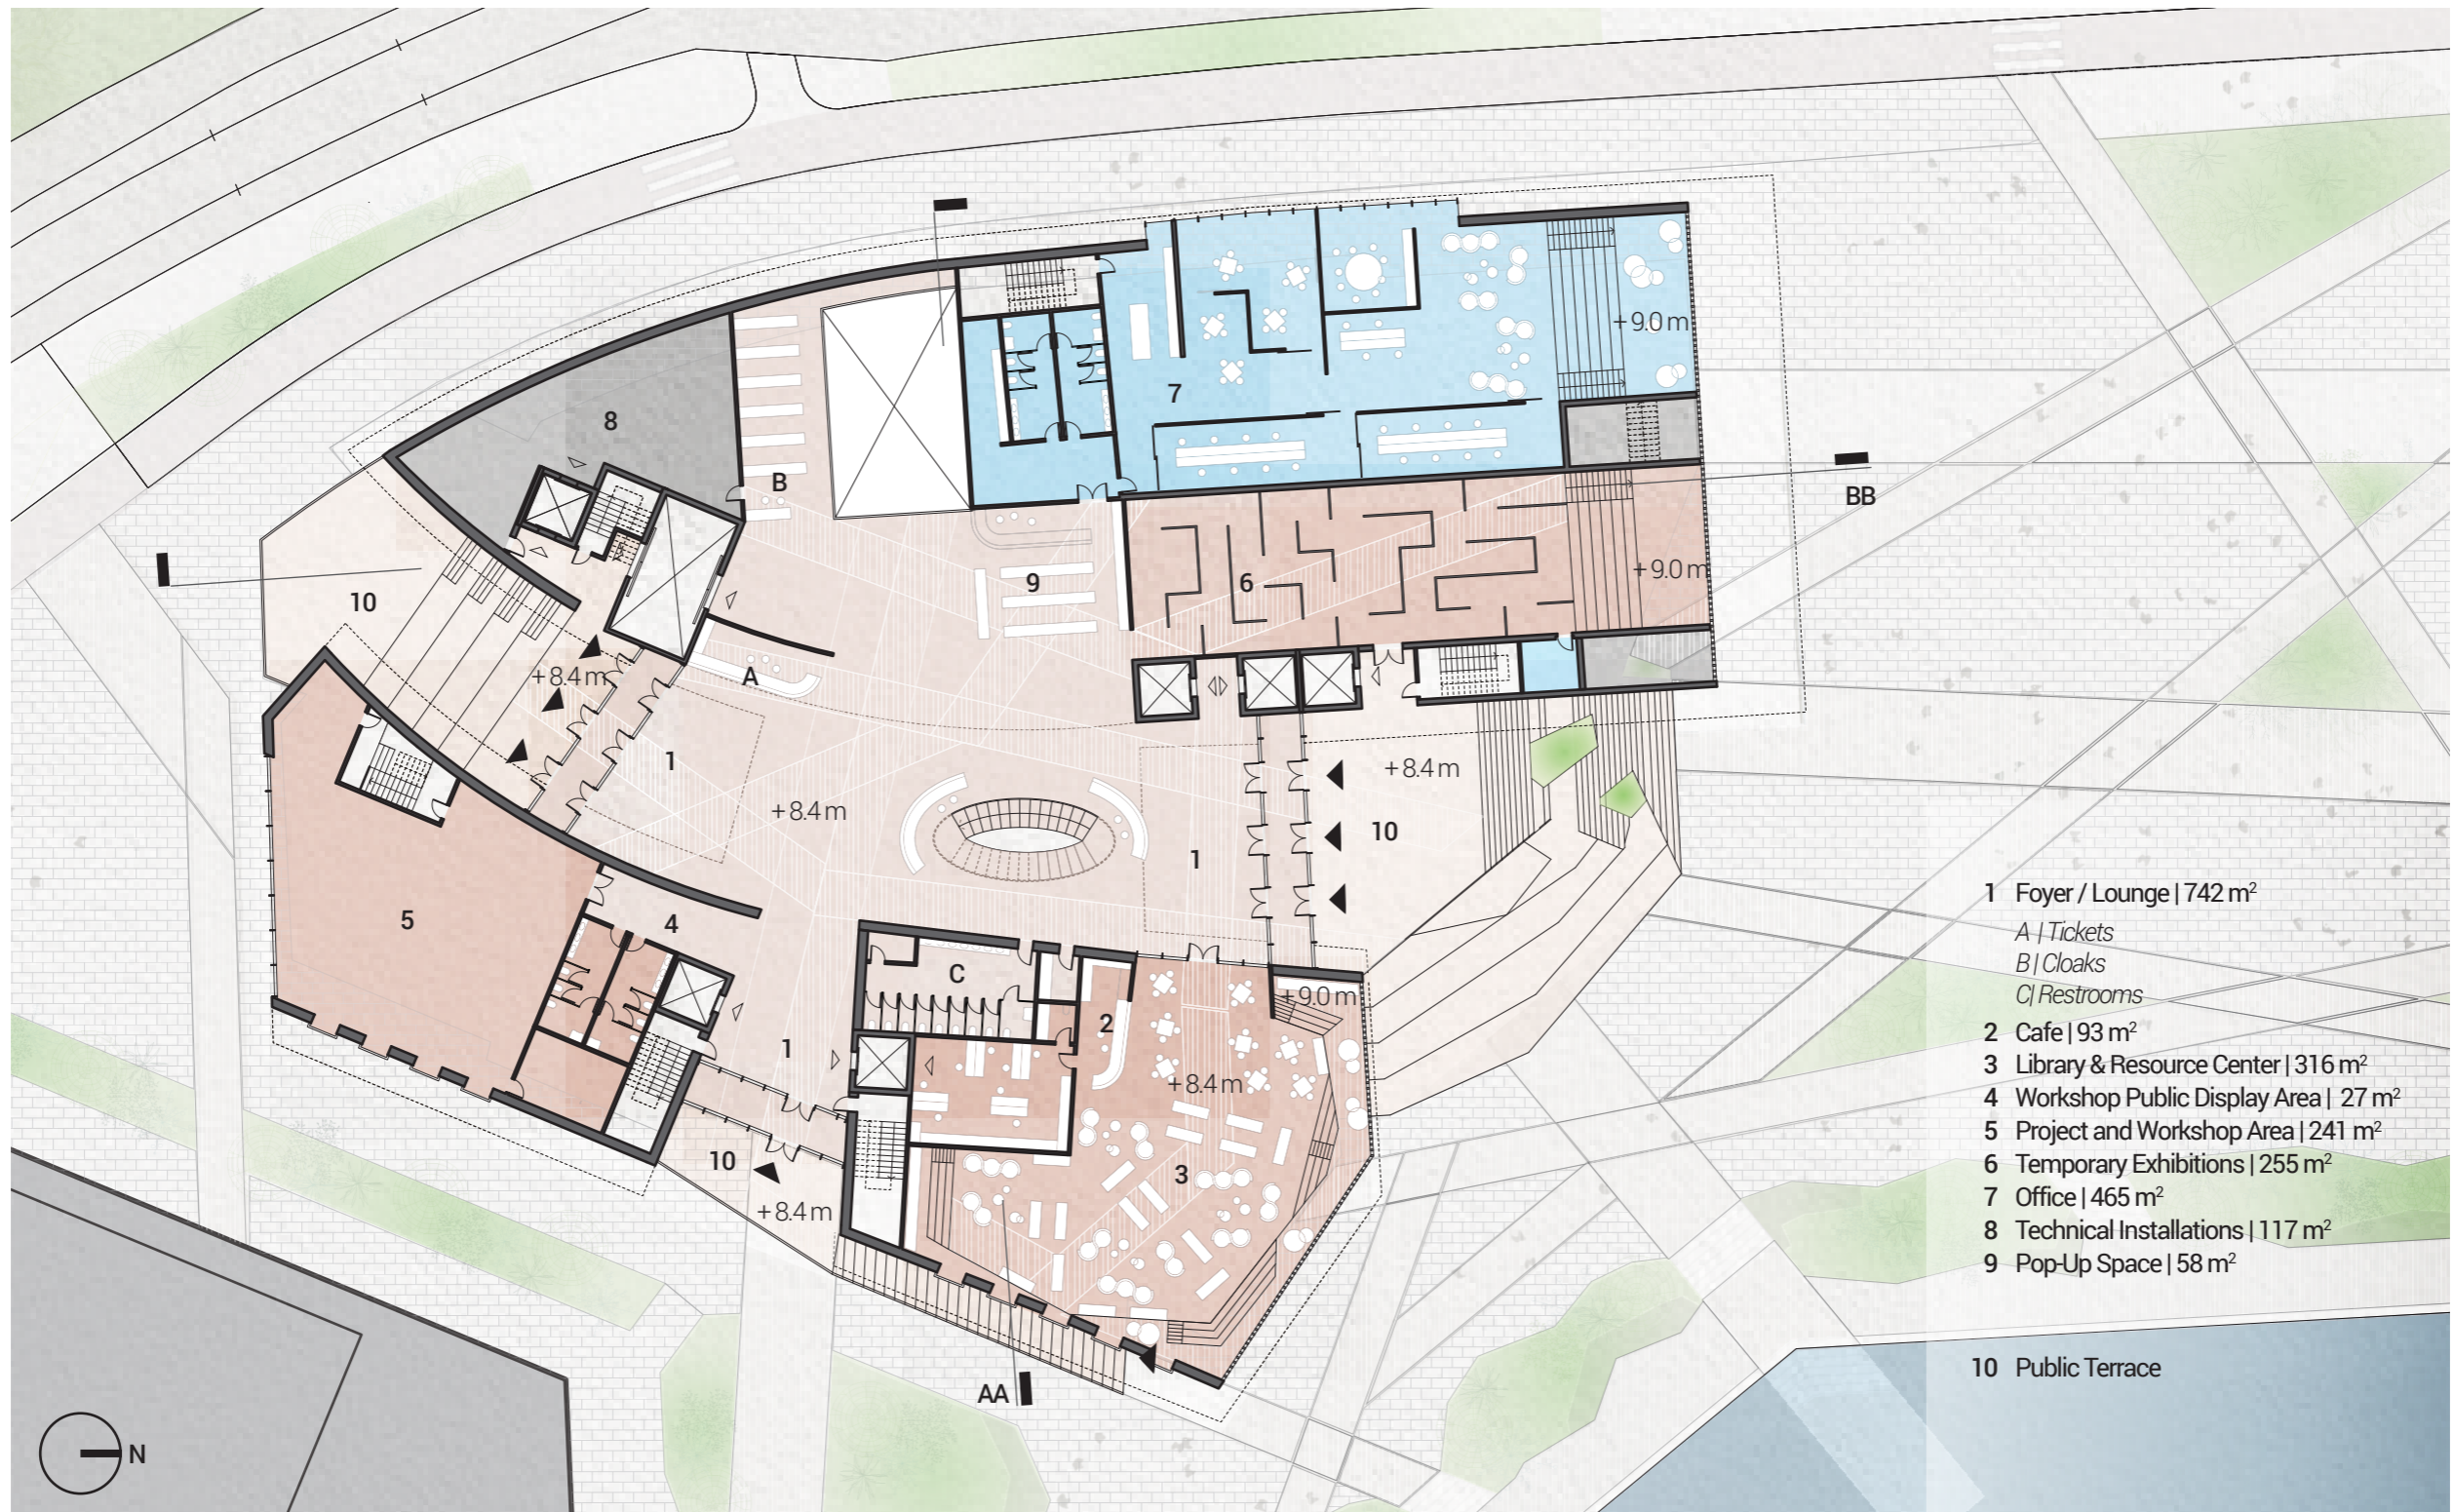 +9.0 m
7
8
B
BB
+9.0 m
9
6
10
+8.4 m
A
1
+8.4 m
+8.4 m
10
1
5
4
C
+9.0 m
2
1
+8.4 m
10
3
+8.4 m
AA
N
1 Foyer / Lounge | 742 m²
A | Tickets
B | Cloaks
C| Restrooms
2 Cafe | 93 m²
3 Library & Resource Center | 316 m²
4 Workshop Public Display Area | 27 m²
5 Project and Workshop Area | 241 m²
6 Temporary Exhibitions | 255 m²
7 Office | 465 m²
8 Technical Installations | 117 m²
9 Pop-Up Space | 58 m²
10 Public Terrace